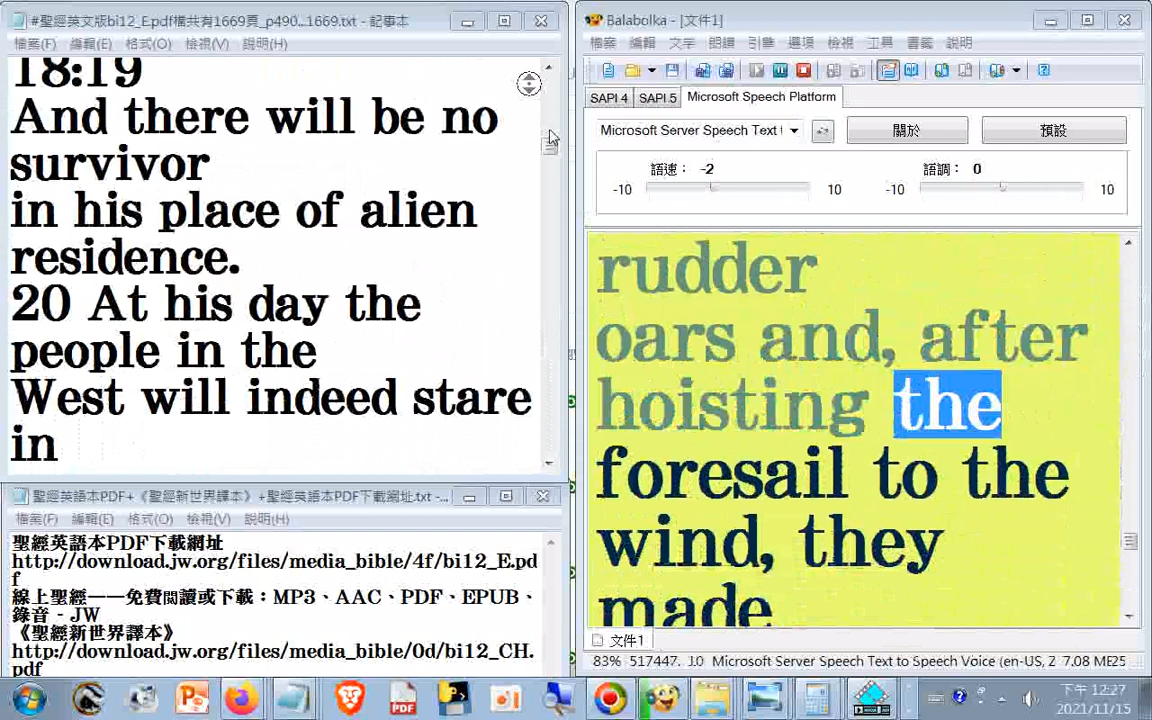 #聖經英文版bi12_E.pdf橫共有1669頁_p490...1669.txt - 記事本
檔案(F) 編輯(E) 格式(O) 檢視(V) 說明(H)
18:19
And there will be no
survivor
in his place of alien
residence.
20 At his day the
people in the
West will indeed stare
in
聖經英語本PDF+《聖經新世界譯本》+聖經英語本PDF下載網址.txt -...
檔案(F) 編輯(E) 格式(O) 檢視(V) 說明(H)
聖經英語本PDF下載網址
http://download.jw.org/files/media_bible/4f/bi12_E.pd
f
線上聖經——免費閱讀或下載：MP3、AAC、PDF、EPUB、
錄音 - JW
《聖經新世界譯本》
http://download.jw.org/files/media_bible/0d/bi12_CH.
pdf
Balabolka - [文件1]
檔案 編輯 文字 朗讀 引擎 選項 檢視 工具 書籤 說明
SAPI 4 SAPI 5 Microsoft Speech Platform
Microsoft Server Speech Text 關於 預設
語速： -2 語調： 0
-10 10 -10 10
rudder
oars and, after
hoisting the
foresail to the
wind, they
made
文件1
83% 517447. Microsoft Server Speech Text to Speech Voice (en-US, Z 7.08 ME25
下午 12:27
2021/11/15